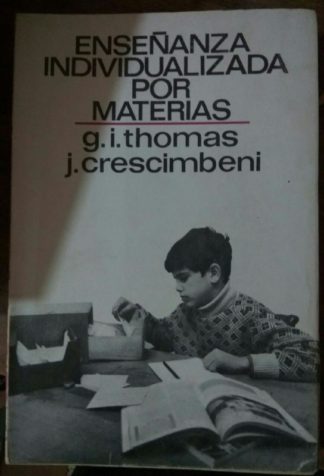 ENSEÑANZA
INDIVIDUALIZADA
POR
MATERIAS
g.i.thomas
j.crescimbeni